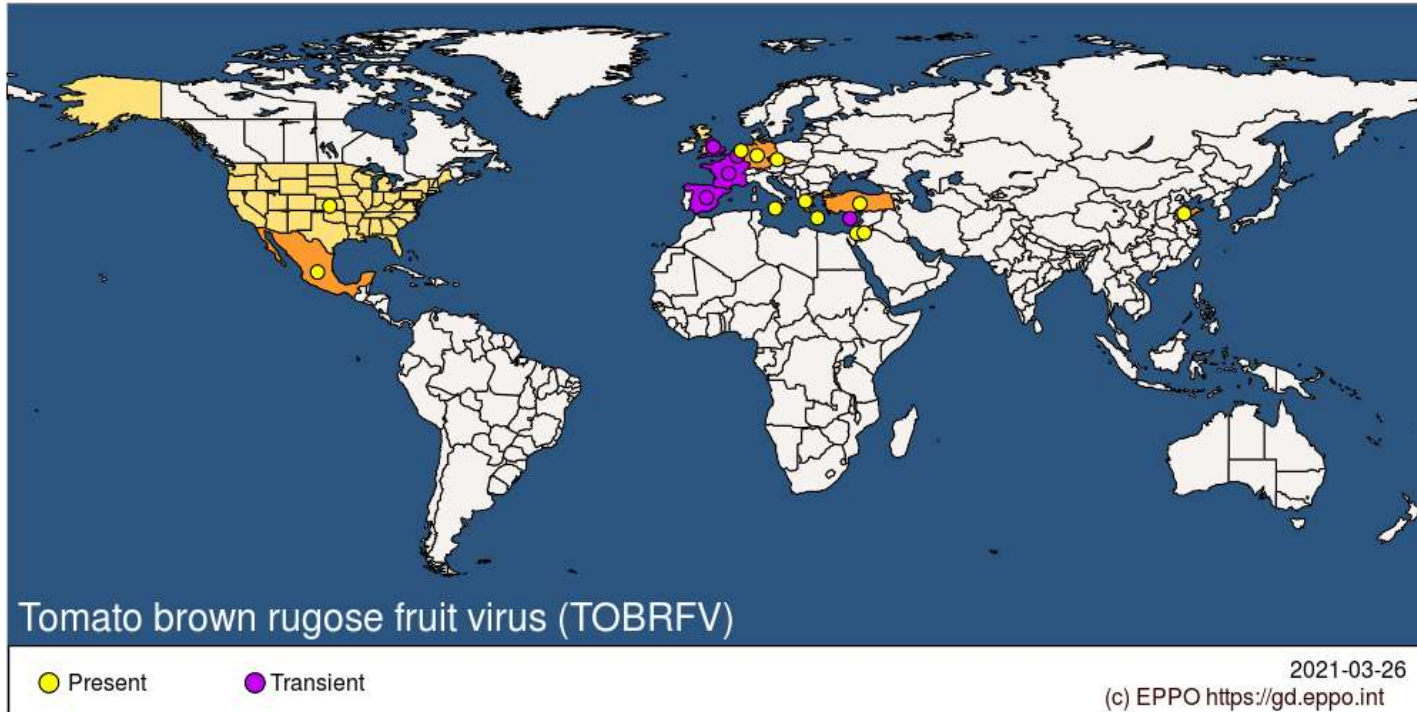 Tomato brown rugose fruit virus (TOBRFV)
Present
Transient
2021-03-26
(c) EPPO https://gd.eppo.int